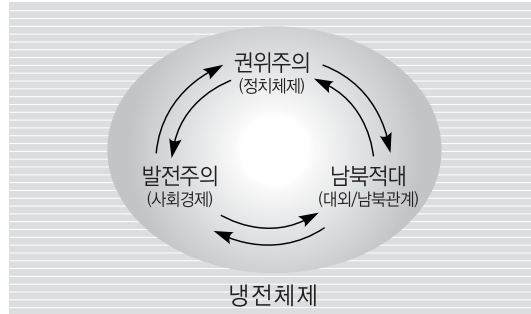 권위주의
(정치체제)
발전주의
(사회경제)
남북적대
(대외/남북관계)
냉전체제